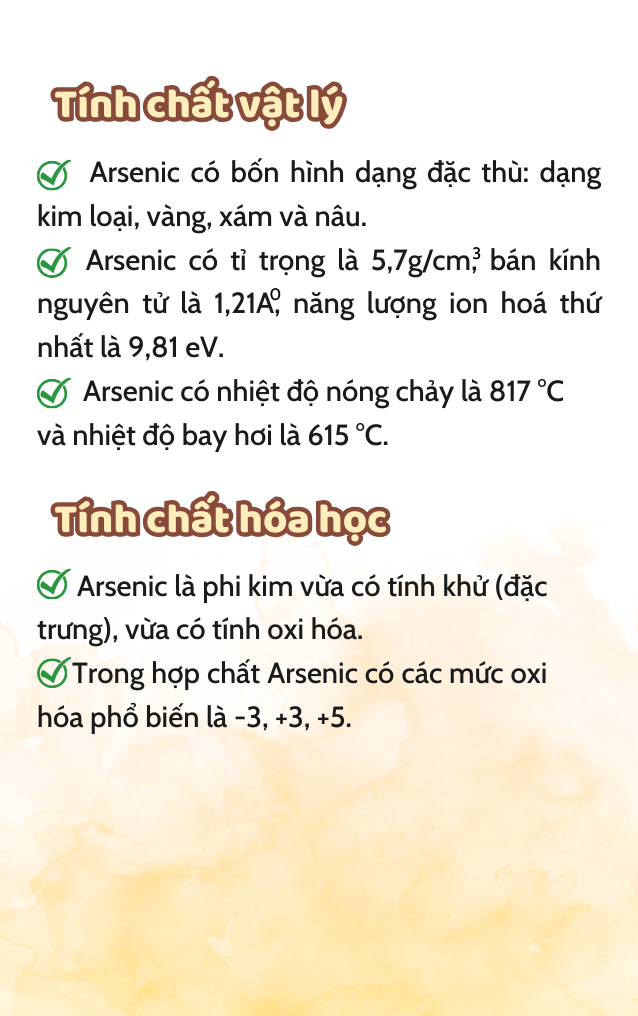 Tính chất vật lý
Arsenic có bốn hình dạng đặc thù: dạng
kim loại, vàng, xám và nâu.
Arsenic có tỉ trọng là 5,7g/cm³, bán kính
nguyên tử là 1,21A⁰, năng lượng ion hoá thứ
nhất là 9,81 eV.
Arsenic có nhiệt độ nóng chảy là 817 °C
và nhiệt độ bay hơi là 615 °C.
Tính chất hóa học
Arsenic là phi kim vừa có tính khử (đặc
trưng), vừa có tính oxi hóa.
Trong hợp chất Arsenic có các mức oxi
hóa phổ biến là -3, +3, +5.